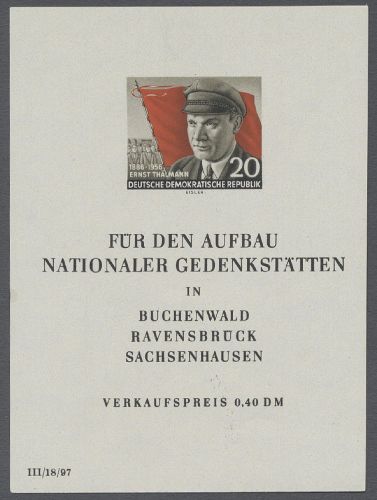 1886-1956
ERNST THÄLMANN
20
DEUTSCHE DEMOKRATISCHE REPUBLIK
EIGLER
FÜR DEN AUFBAU
NATIONALER GEDENKSTÄTTEN
IN
BUCHENWALD
RAVENSBRÜCK
SACHSENHAUSEN
VERKAUFSPREIS 0,40 DM
III/18/97